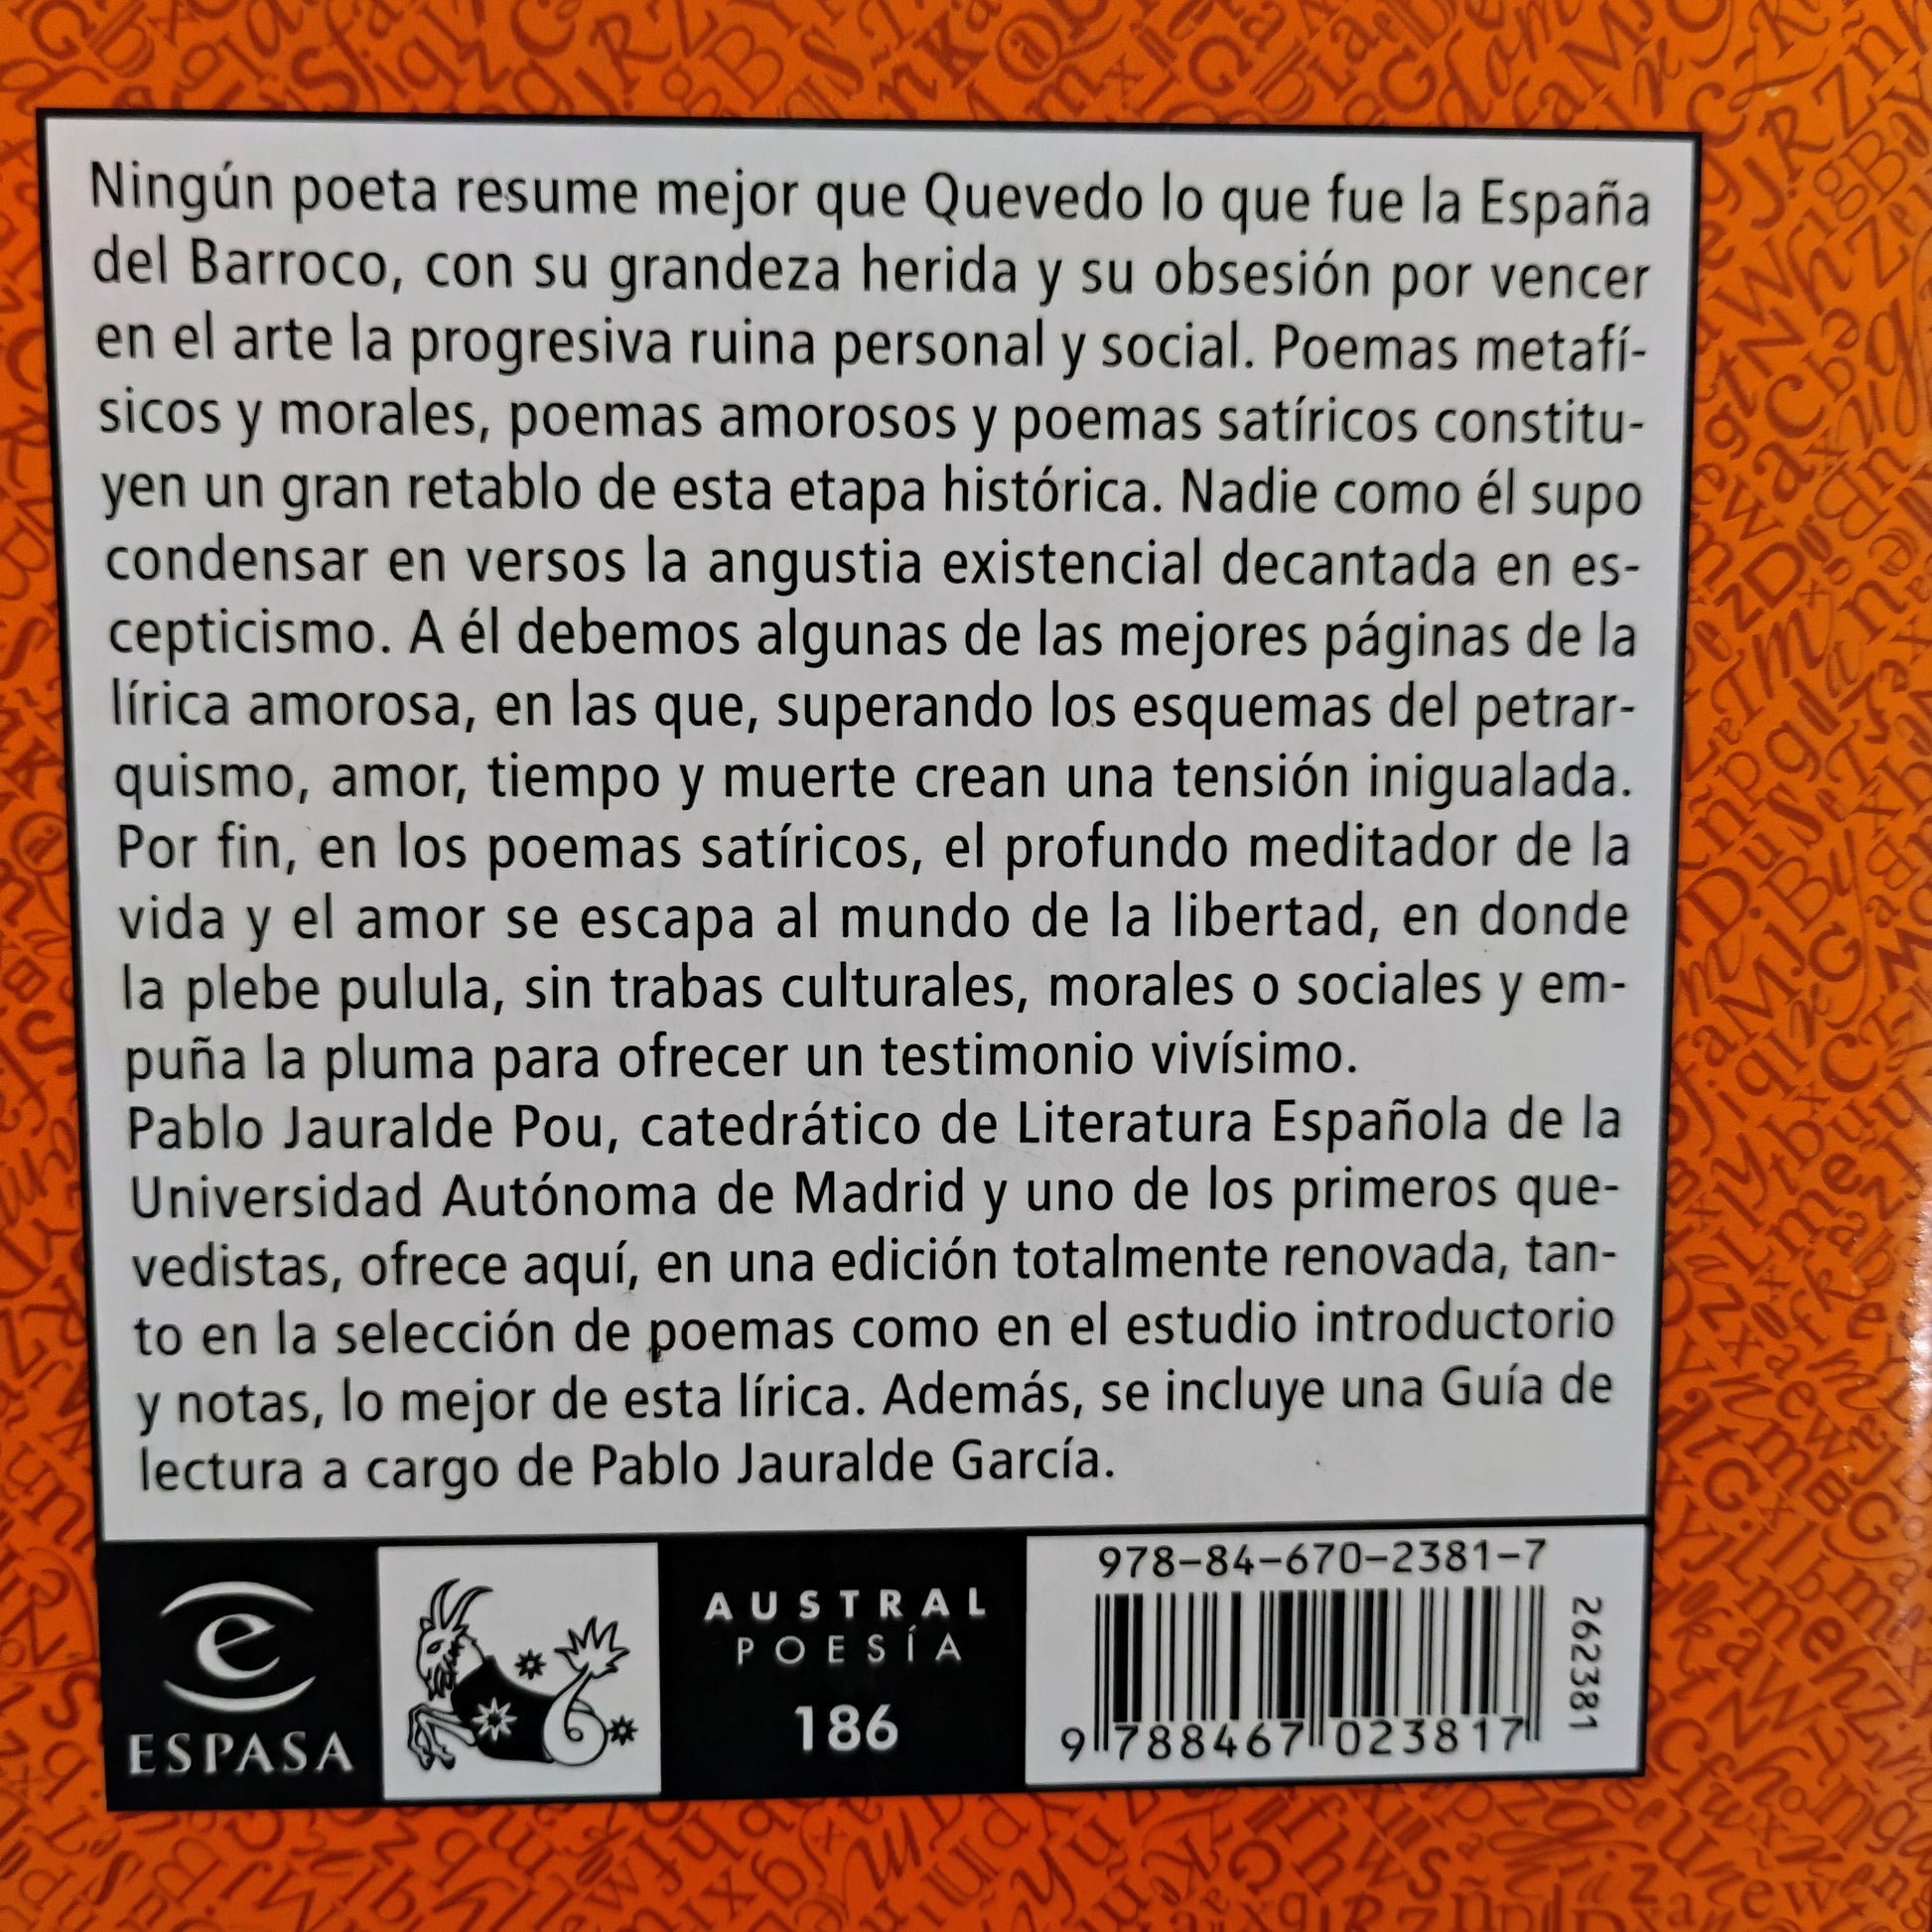 Ningún poeta resume mejor que Quevedo lo que fue la España
del Barroco, con su grandeza herida y su obsesión por vencer
en el arte la progresiva ruina personal y social. Poemas metafí-
sicos y morales, poemas amorosos y poemas satíricos constitu-
yen un gran retablo de esta etapa histórica. Nadie como él supo
condensar en versos la angustia existencial decantada en es-
cepticismo. A él debemos algunas de las mejores páginas de la
lírica amorosa, en las que, superando los esquemas del petrar-
quismo, amor, tiempo y muerte crean una tensión inigualada.
Por fin, en los poemas satíricos, el profundo meditador de la
vida y el amor se escapa al mundo de la libertad, en donde
la plebe pulula, sin trabas culturales, morales o sociales y em-
puña la pluma para ofrecer un testimonio vivísimo.
Pablo Jauralde Pou, catedrático de Literatura Española de la
Universidad Autónoma de Madrid y uno de los primeros que-
vedistas, ofrece aquí, en una edición totalmente renovada, tan-
to en la selección de poemas como en el estudio introductorio
y notas, lo mejor de esta lírica. Además, se incluye una Guía de
lectura a cargo de Pablo Jauralde García.
e
ESPASA
AUSTRAL
POESÍA
186
978-84-670-2381-7
9 788467 023817
262381